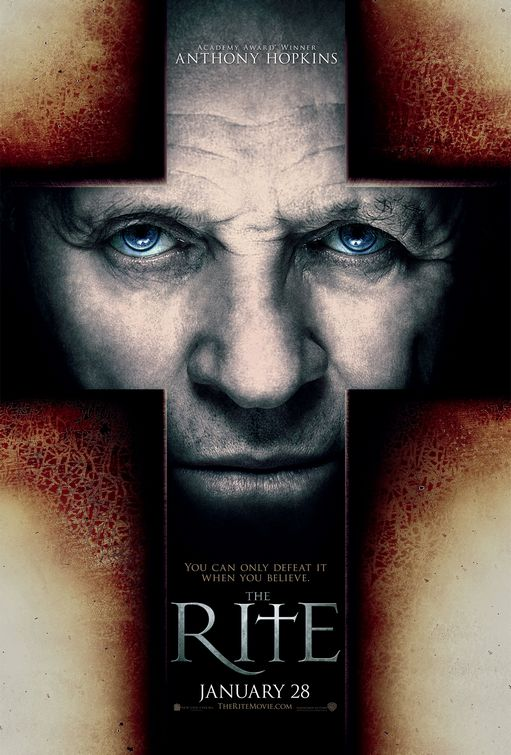 ACADEMY AWARD® WINNER
ANTHONY HOPKINS
YOU CAN ONLY DEFEAT IT
WHEN YOU BELIEVE.
THE
RITE
JANUARY 28
THERITEMOVIE.COM